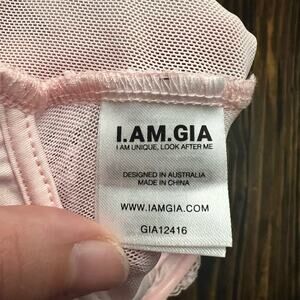 I.AM.GIA
I AM UNIQUE, LOOK AFTER ME
DESIGNED IN AUSTRALIA
MADE IN CHINA
WWW.IAMGIA.COM
GIA12416